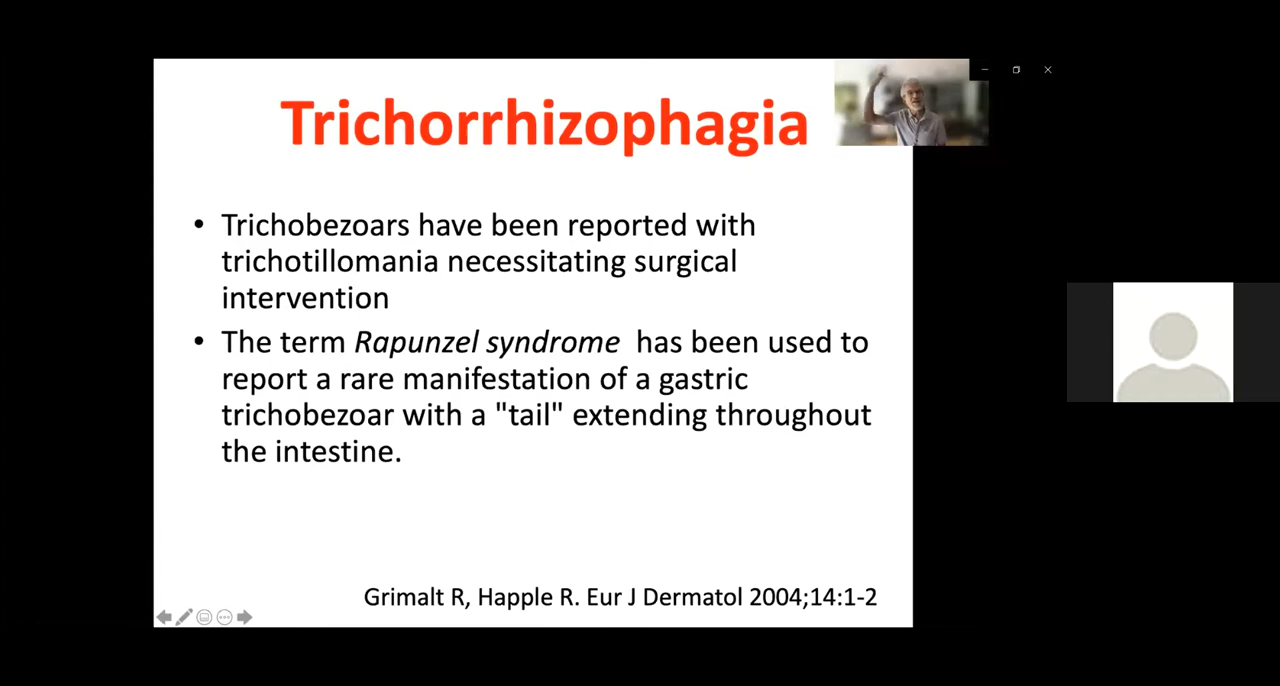 Trichorrhizophagia
• Trichobezoars have been reported with
trichotillomania necessitating surgical
intervention
• The term Rapunzel syndrome has been used to
report a rare manifestation of a gastric
trichobezoar with a "tail" extending throughout
the intestine.
Grimalt R, Happle R. Eur J Dermatol 2004;14:1-2